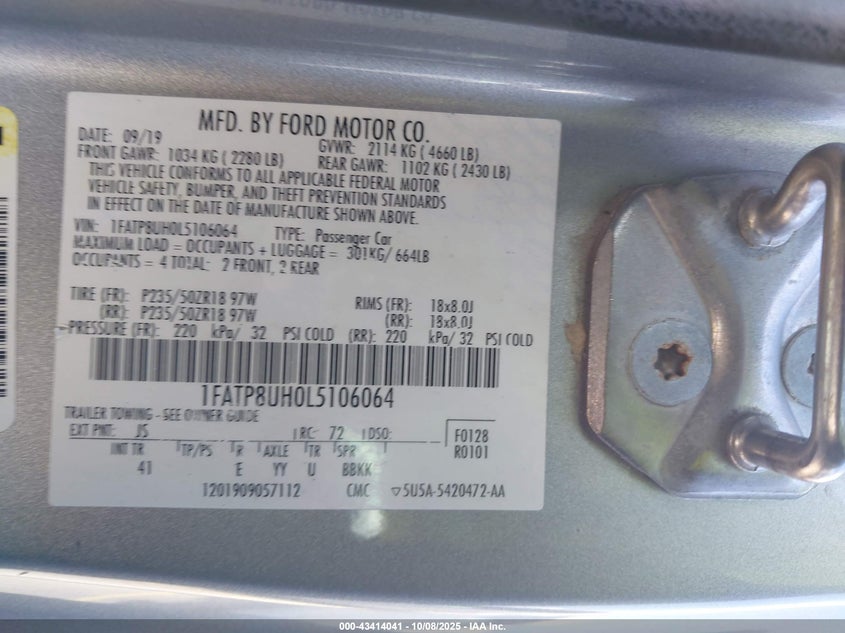 MFD. BY FORD MOTOR CO.
DATE: 09/19 GVWR: 2114 KG ( 4660 LB)
FRONT GAWR: 1034 KG ( 2280 LB) REAR GAWR: 1102 KG ( 2430 LB)
THIS VEHICLE CONFORMS TO ALL APPLICABLE FEDERAL MOTOR
VEHICLE SAFETY, BUMPER, AND THEFT PREVENTION STANDARDS
IN EFFECT ON THE DATE OF MANUFACTURE SHOWN ABOVE.
VIN: 1FATP8UH0L5106064 TYPE: Passenger Car
MAXIMUM LOAD = OCCUPANTS + LUGGAGE = 301KG/ 664LB
OCCUPANTS = 4 TOTAL: 2 FRONT, 2 REAR
TIRE (FR): P235/50ZR18 97W RIMS (FR): 18x8.0J
(RR): P235/50ZR18 97W (RR): 18x8.0J
PRESSURE (FR): 220 kPa/ 32 PSI COLD (RR): 220 kPa/ 32 PSI COLD
1FATP8UH0L5106064
TRAILER TOWING - SEE OWNER GUIDE
EXT PNT: JS RC: 72 DSO: F0128
R0101
INT TR TP/PS R AXLE TR SPR
41 E YY U BBKK
1201909057112 CMC ▽5U5A-5420472-AA
000-43414041 | 10/08/2025 - IAA Inc.